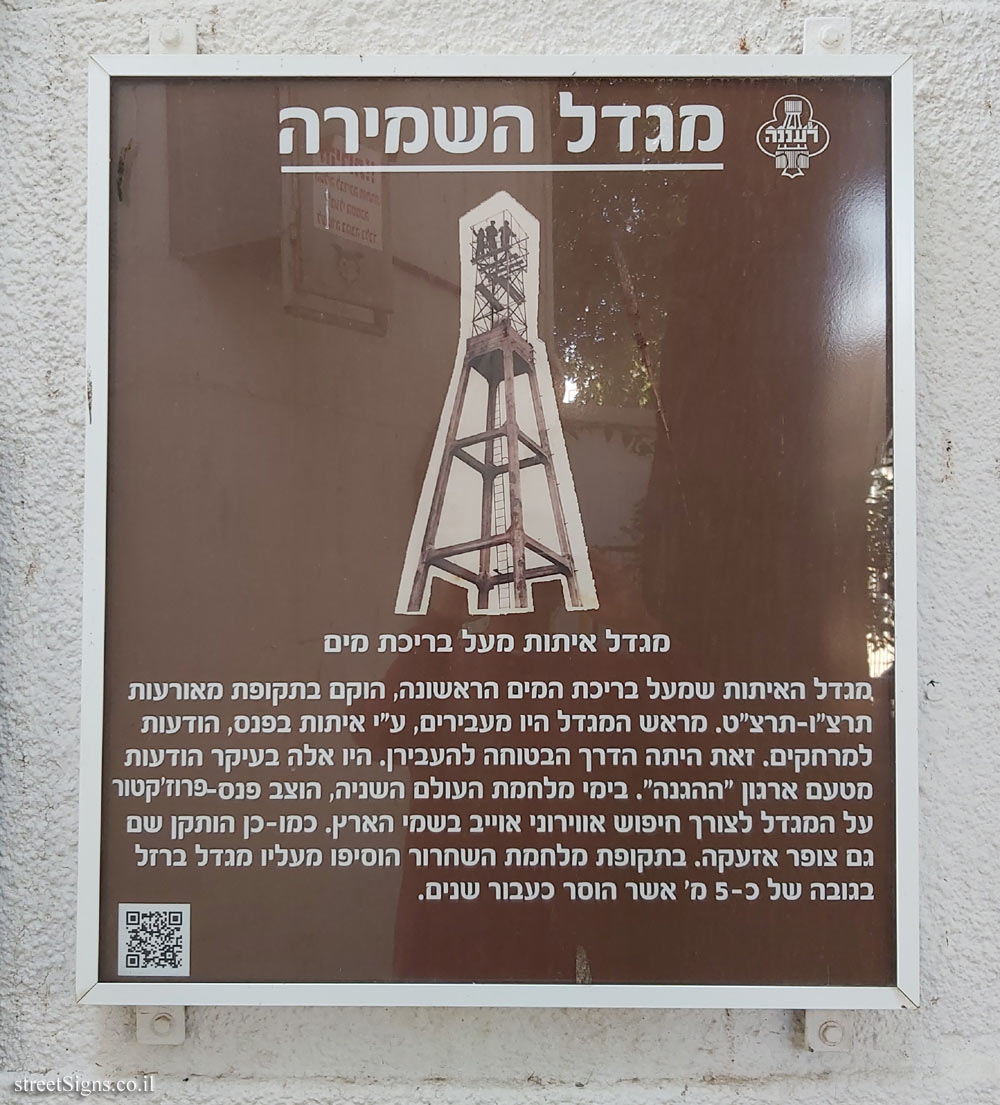 מגדל השמירה
רעננה
מגדל איתות מעל בריכת מים
מגדל האיתות שמעל בריכת המים הראשונה, הוקם בתקופת מאורעות
תרצ"ו-תרצ"ט. מראש המגדל היו מעבירים, ע"י איתות בפנס, הודעות
למרחקים. זאת היתה הדרך הבטוחה להעבירן. היו אלה בעיקר הודעות
מטעם ארגון "ההגנה". בימי מלחמת העולם השניה, הוצב פנס-פרוז'קטור
על המגדל לצורך חיפוש אווירוני אוייב בשמי הארץ. כמו-כן הותקן שם
גם צופר אזעקה. בתקופת מלחמת השחרור הוסיפו מעליו מגדל ברזל
בגובה של כ-5 מ' אשר הוסר כעבור שנים.
streetSigns.co.il